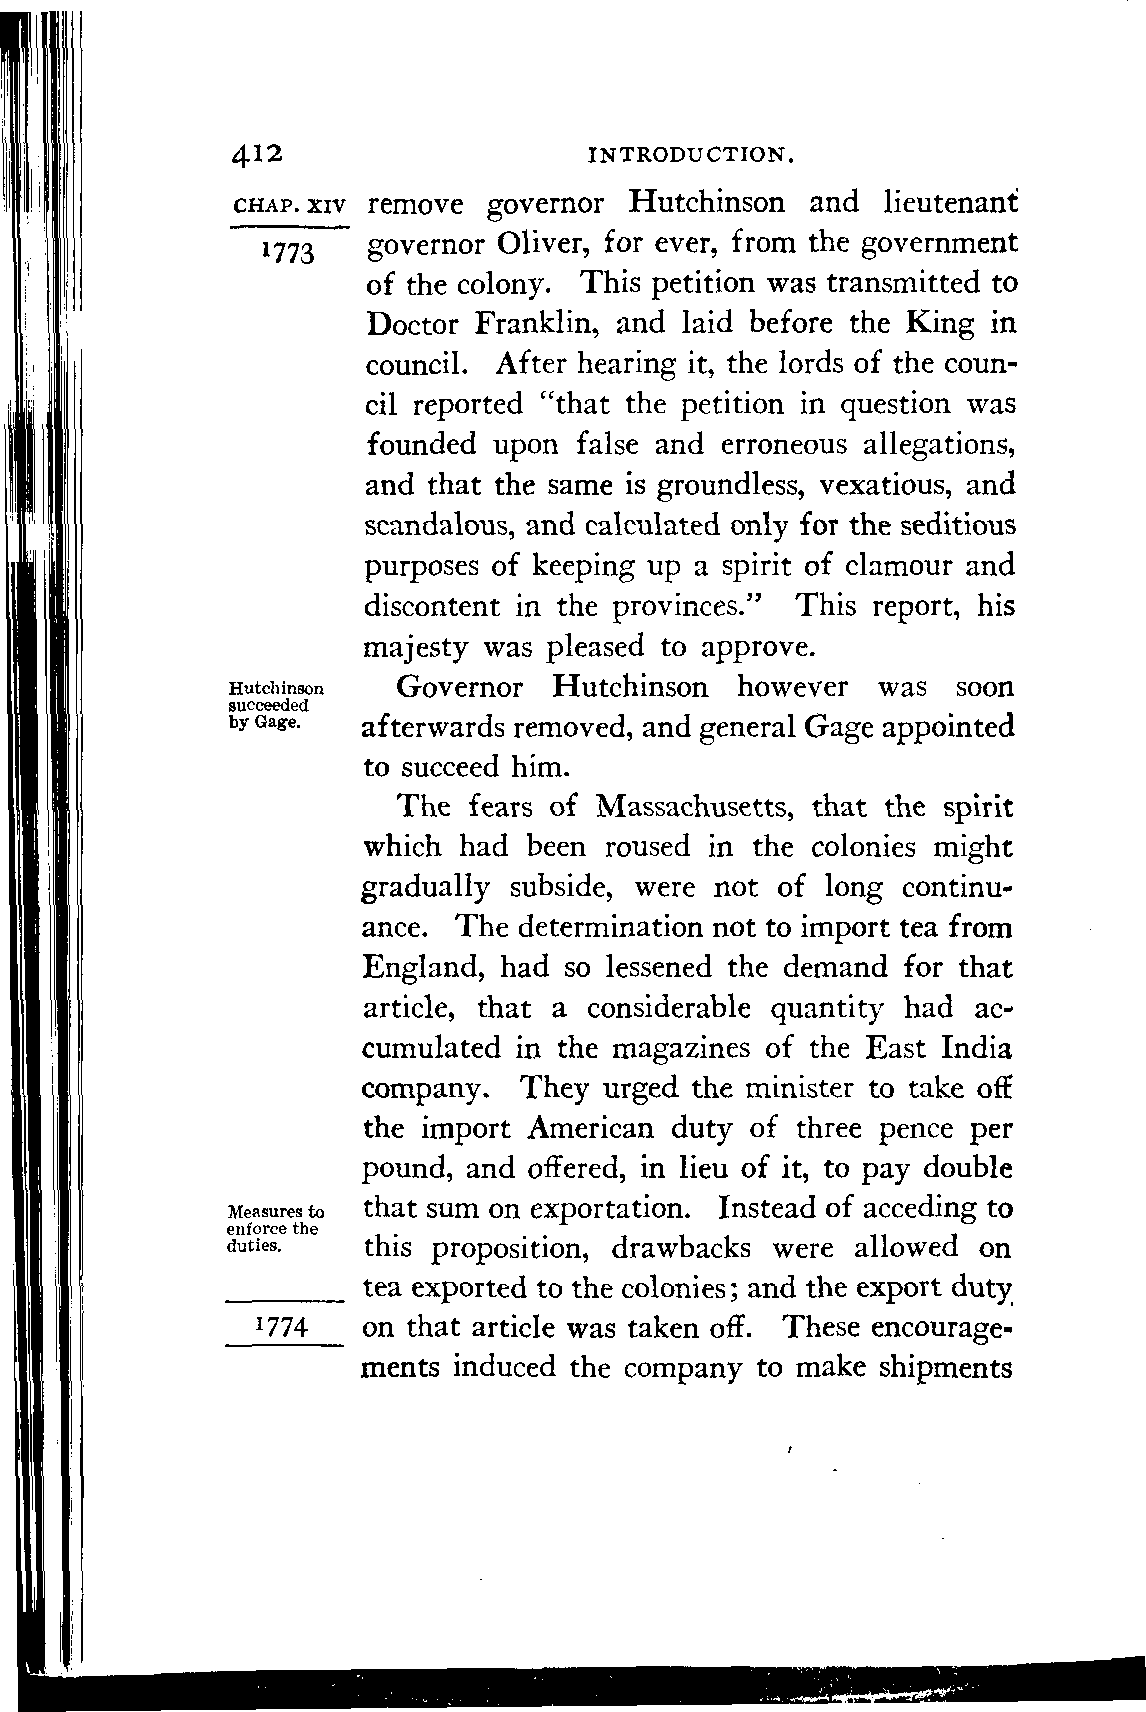 412 INTRODUCTION.
CHAP. XIV remove governor Hutchinson and lieutenant
1773 governor Oliver, for ever, from the government
of the colony. This petition was transmitted to
Doctor Franklin, and laid before the King in
council. After hearing it, the lords of the coun-
cil reported “that the petition in question was
founded upon false and erroneous allegations,
and that the same is groundless, vexatious, and
scandalous, and calculated only for the seditious
purposes of keeping up a spirit of clamour and
discontent in the provinces.” This report, his
majesty was pleased to approve.
Hutchinson
succeeded
by Gage.
Governor Hutchinson however was soon
afterwards removed, and general Gage appointed
to succeed him.
The fears of Massachusetts, that the spirit
which had been roused in the colonies might
gradually subside, were not of long continu-
ance. The determination not to import tea from
England, had so lessened the demand for that
article, that a considerable quantity had ac-
cumulated in the magazines of the East India
company. They urged the minister to take off
the import American duty of three pence per
pound, and offered, in lieu of it, to pay double
Measures to
enforce the
duties.
that sum on exportation. Instead of acceding to
this proposition, drawbacks were allowed on
tea exported to the colonies; and the export duty
1774 on that article was taken off. These encourage-
ments induced the company to make shipments